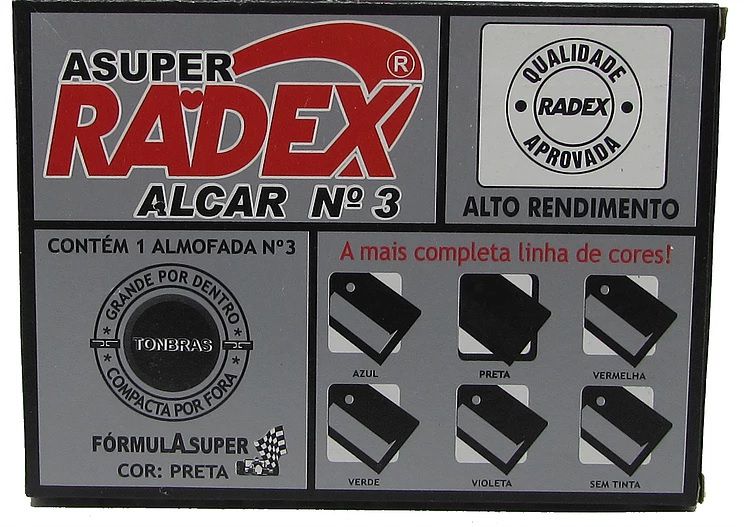 ASUPER
RADEX®
ALCAR Nº 3
QUALIDADE
RADEX
APROVADA
ALTO RENDIMENTO
CONTÉM 1 ALMOFADA Nº3
GRANDE POR DENTRO
TONBRAS
COMPACTA POR FORA
FÓRMULASUPER
COR: PRETA
A mais completa linha de cores!
AZUL
PRETA
VERMELHA
VERDE
VIOLETA
SEM TINTA